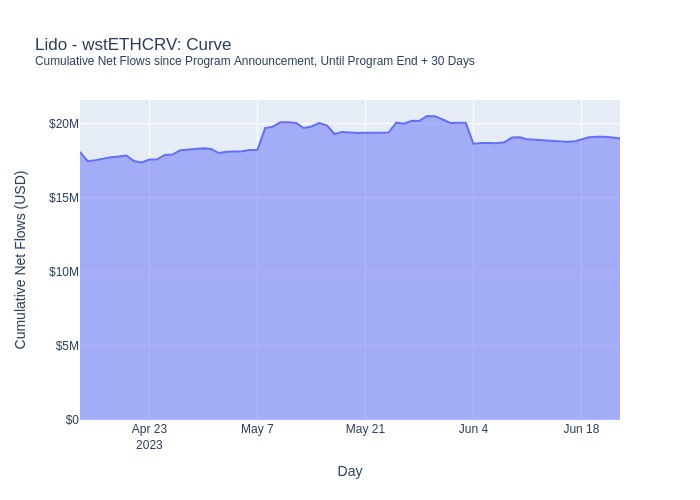 Lido - wstETHCRV: Curve
Cumulative Net Flows since Program Announcement, Until Program End + 30 Days
Cumulative Net Flows (USD)
$20M
$15M
$10M
$5M
$0
Apr 23
2023
May 7
May 21
Jun 4
Jun 18
Day